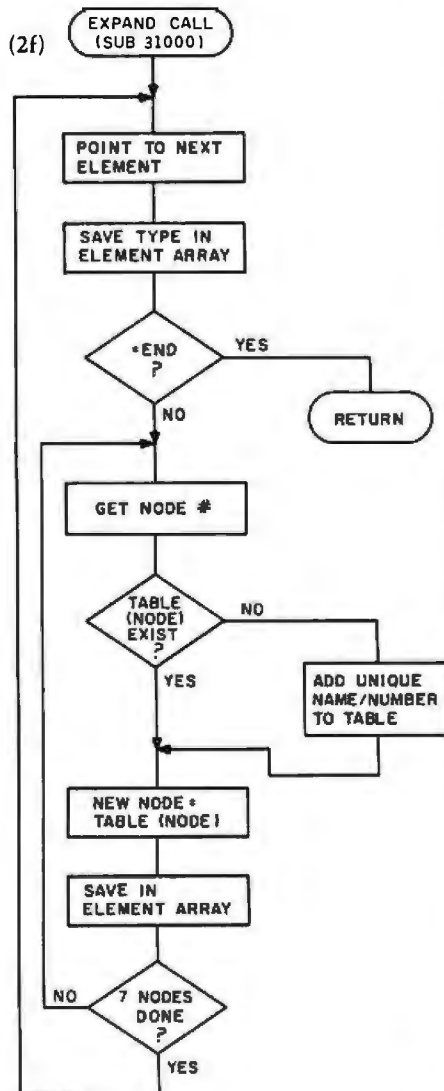 (2f)
EXPAND CALL
(SUB 31000)
POINT TO NEXT
ELEMENT
SAVE TYPE IN
ELEMENT ARRAY
=END
?
YES
RETURN
NO
GET NODE #
TABLE
(NODE)
EXIST
?
NO
YES
ADD UNIQUE
NAME/NUMBER
TO TABLE
NEW NODE=
TABLE (NODE)
SAVE IN
ELEMENT ARRAY
NO
7 NODES
DONE
?
YES